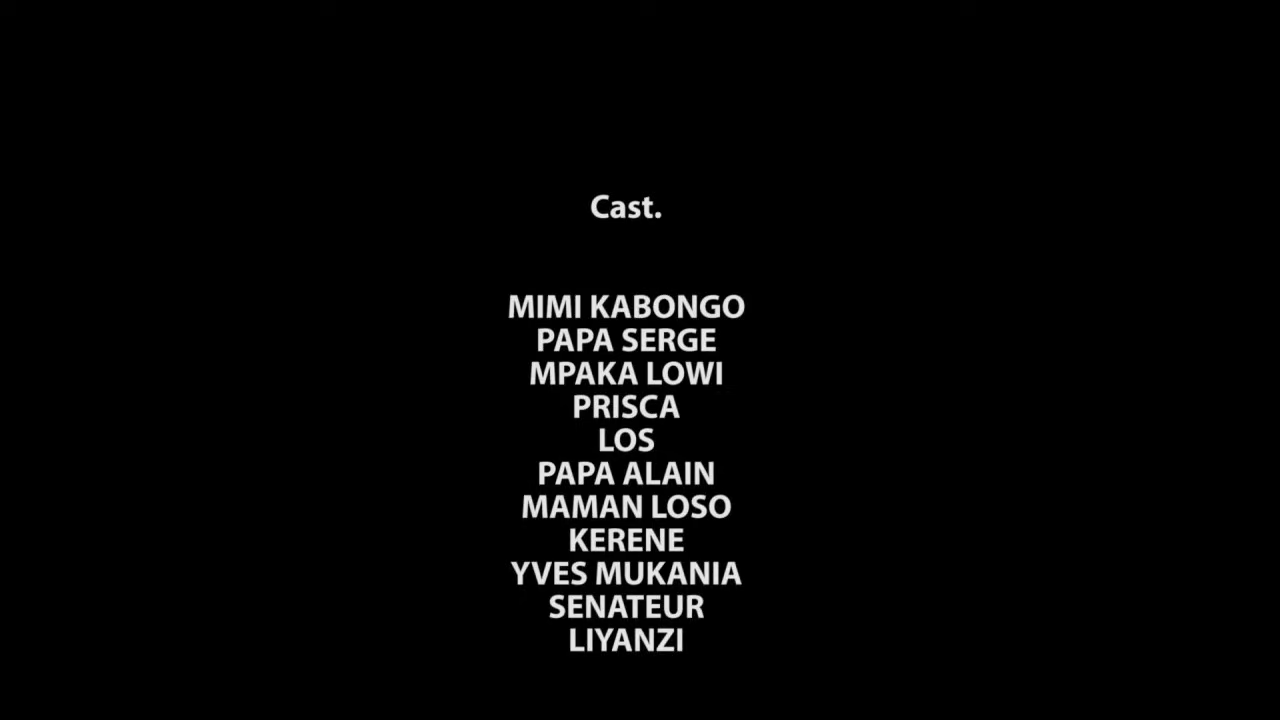 Cast.
MIMI KABONGO
PAPA SERGE
MPAKA LOWI
PRISCA
LOS
PAPA ALAIN
MAMAN LOSO
KERENE
YVES MUKANIA
SENATEUR
LIYANZI